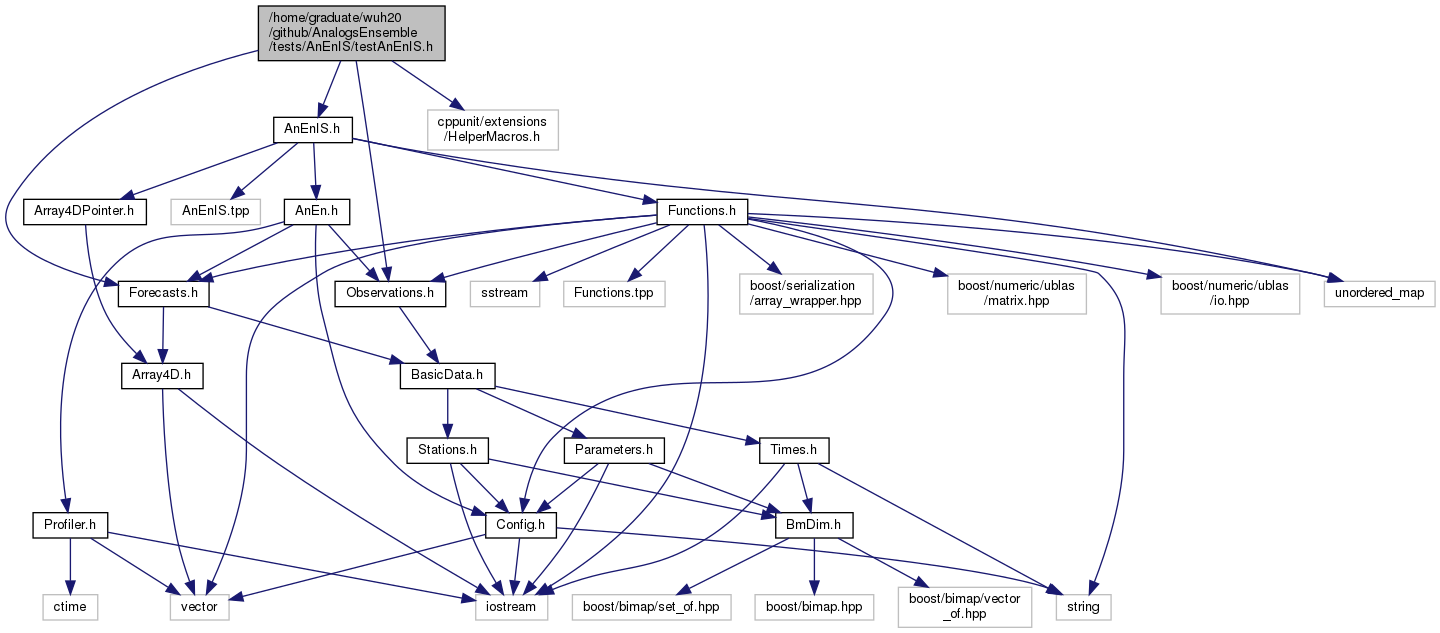 /home/graduate/wuh20
/github/AnalogsEnsemble
/tests/AnEnIS/testAnEnIS.h
AnEnIS.h
cppunit/extensions
/HelperMacros.h
Array4DPointer.h
AnEnIS.tpp
AnEn.h
Functions.h
Forecasts.h
Observations.h
sstream
Functions.tpp
boost/serialization
/array_wrapper.hpp
boost/numeric/ublas
/matrix.hpp
boost/numeric/ublas
/io.hpp
unordered_map
Array4D.h
BasicData.h
Stations.h
Parameters.h
Times.h
Profiler.h
Config.h
BmDim.h
ctime
vector
iostream
boost/bimap/set_of.hpp
boost/bimap.hpp
boost/bimap/vector
_of.hpp
string